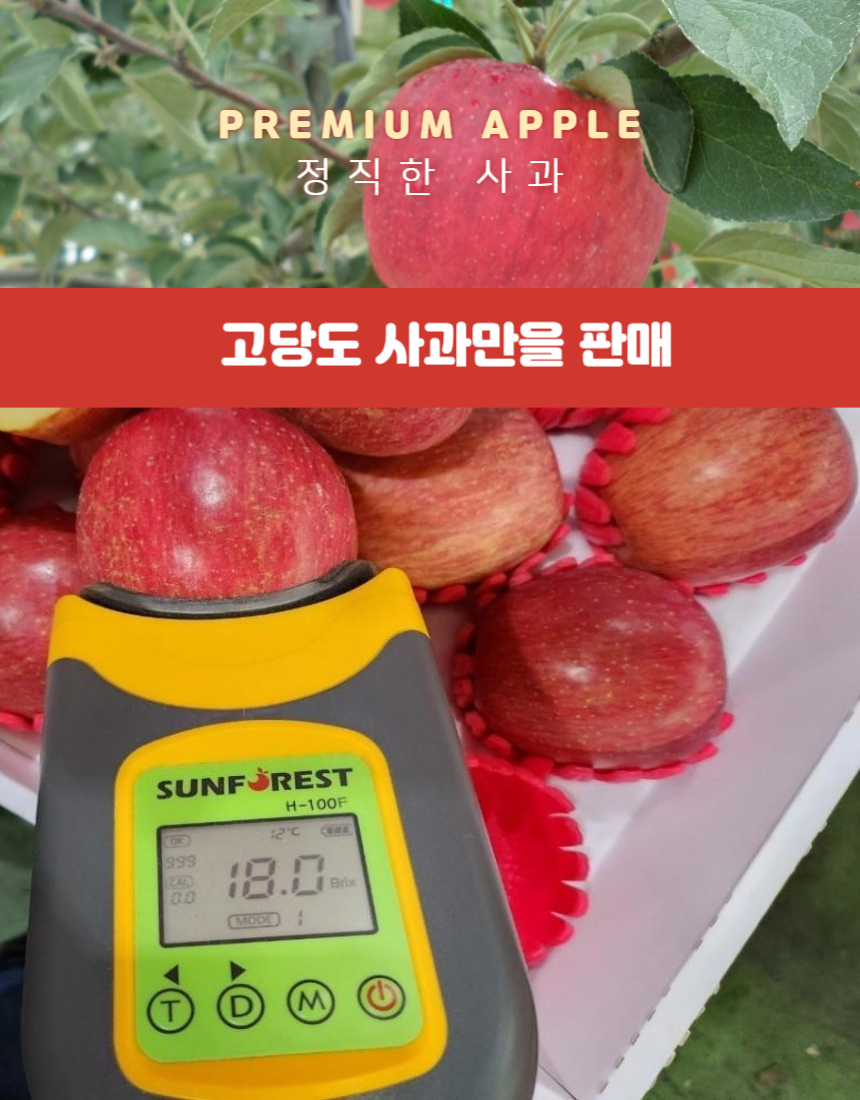 PREMIUM APPLE
정직한 사과
고당도 사과만을 판매
SUNFOREST
H-100F
OK
12℃
999
18.0 Brix
CAL
0.0
MODE 1
T D M